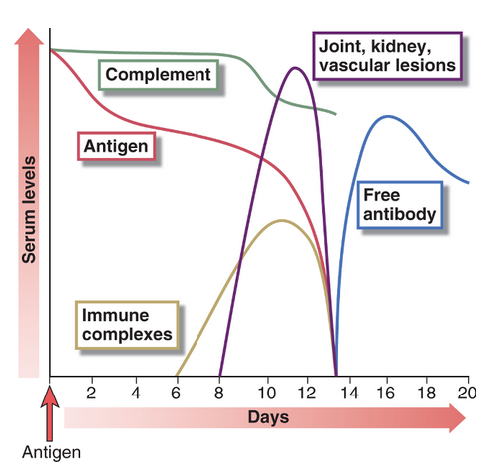 Joint, kidney,
vascular lesions
Complement
Antigen
Free
antibody
Immune
complexes
Serum levels
2 4 6 8 10 12 14 16 18 20
Days
Antigen